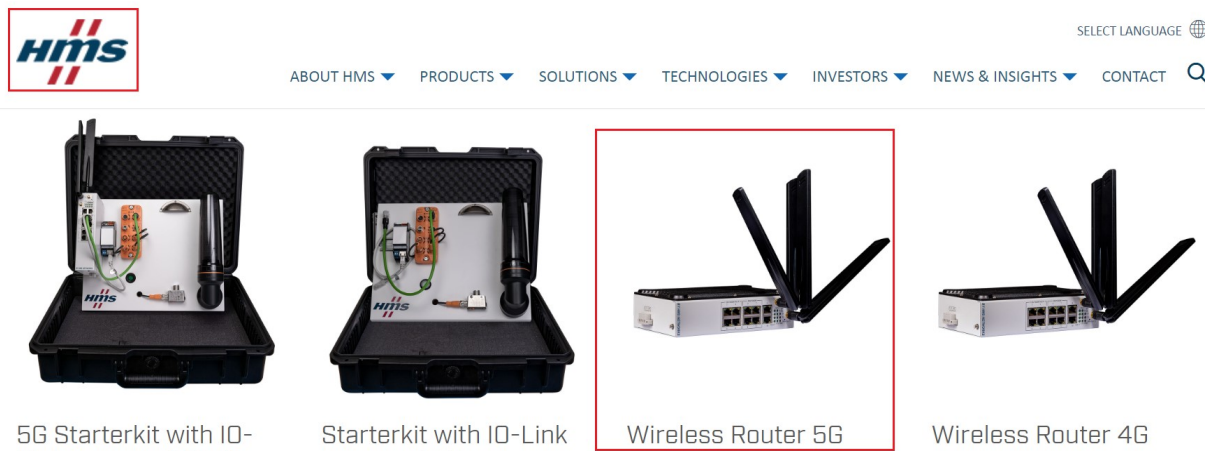 HMS
SELECT LANGUAGE
ABOUT HMS PRODUCTS SOLUTIONS TECHNOLOGIES INVESTORS NEWS & INSIGHTS CONTACT
HMS
5G Starterkit with IO-
Starterkit with IO-Link
Wireless Router 5G
Wireless Router 4G